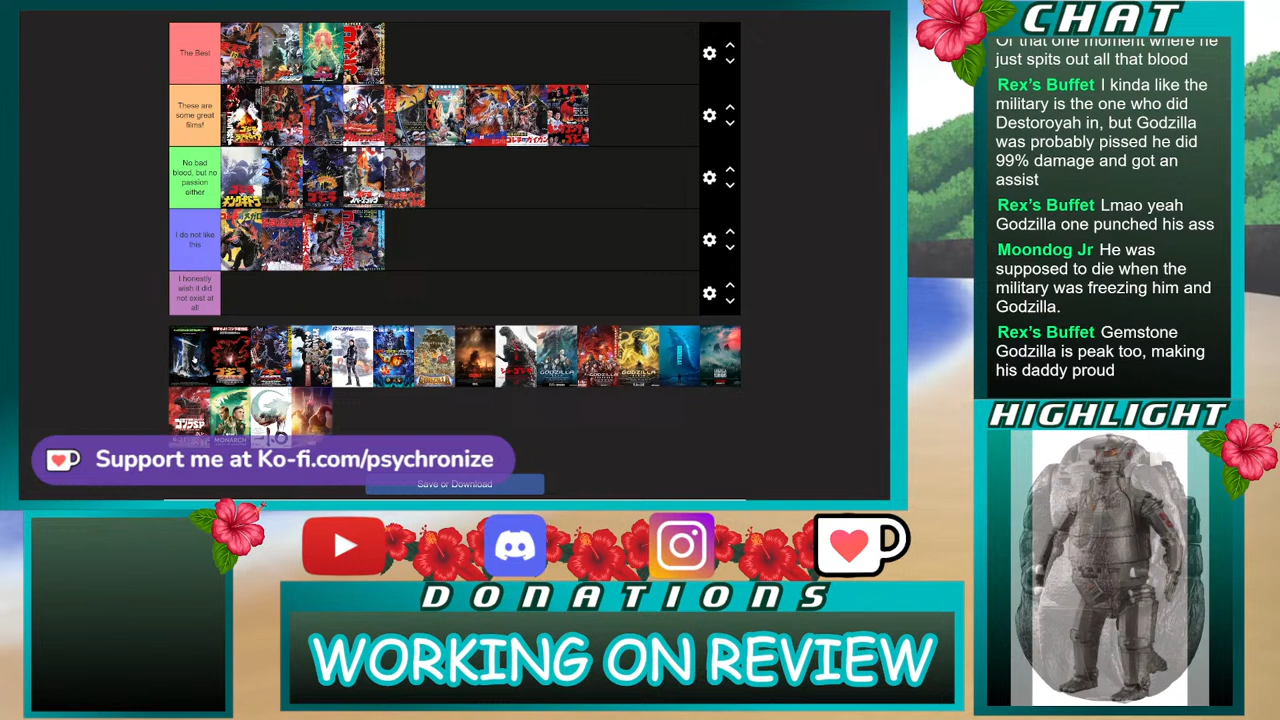 The Best
These are
some great
films!
No bad
blood, but no
passion
either
I do not like
this
I honestly
wish it did
not exist at
all
MONARCH
Support me at Ko-fi.com/psychronize
Save or Download
CHAT
Or that one moment where he
just spits out all that blood
Rex's Buffet I kinda like the
military is the one who did
Destoroyah in, but Godzilla
was probably pissed he did
99% damage and got an
assist
Rex's Buffet Lmao yeah
Godzilla one punched his ass
Moondog Jr He was
supposed to die when the
military was freezing him and
Godzilla.
Rex's Buffet Gemstone
Godzilla is peak too, making
his daddy proud
HIGHLIGHT
DONATIONS
WORKING ON REVIEW